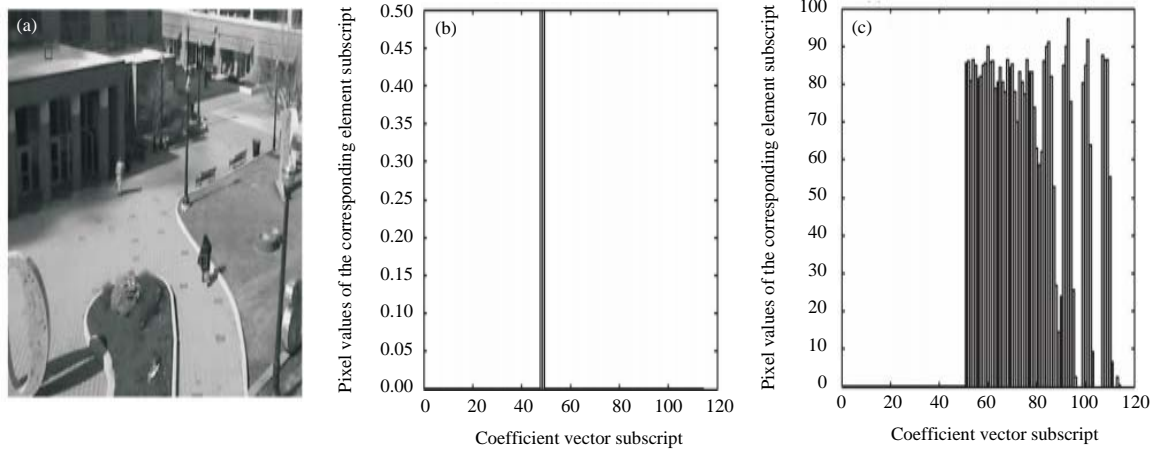 (a)
(b)
(c)
Pixel values of the corresponding element subscript
0.50
0.45
0.40
0.35
0.30
0.25
0.20
0.15
0.10
0.05
0.00
0 20 40 60 80 100 120
Coefficient vector subscript
Pixel values of the corresponding element subscript
100
90
80
70
60
50
40
30
20
10
0
0 20 40 60 80 100 120
Coefficient vector subscript